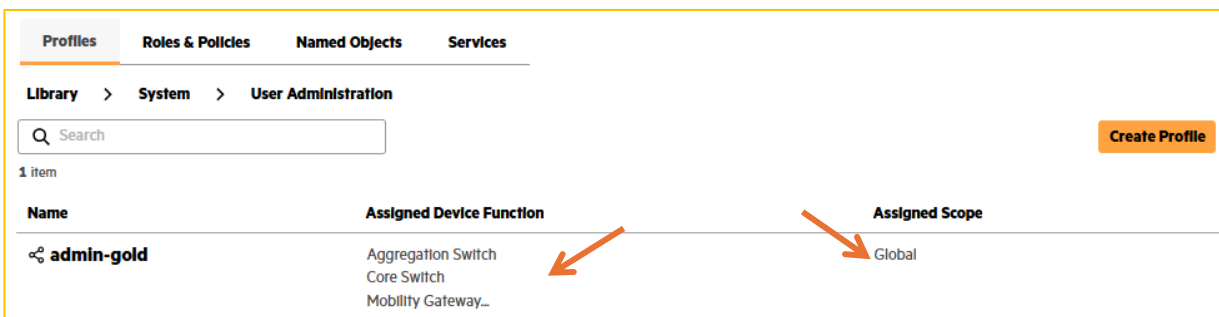 Profiles Roles & Policies Named Objects Services
Library > System > User Administration
Search
Create Profile
1 item
Name Assigned Device Function Assigned Scope
admin-gold Aggregation Switch Global
Core Switch
Mobility Gateway...